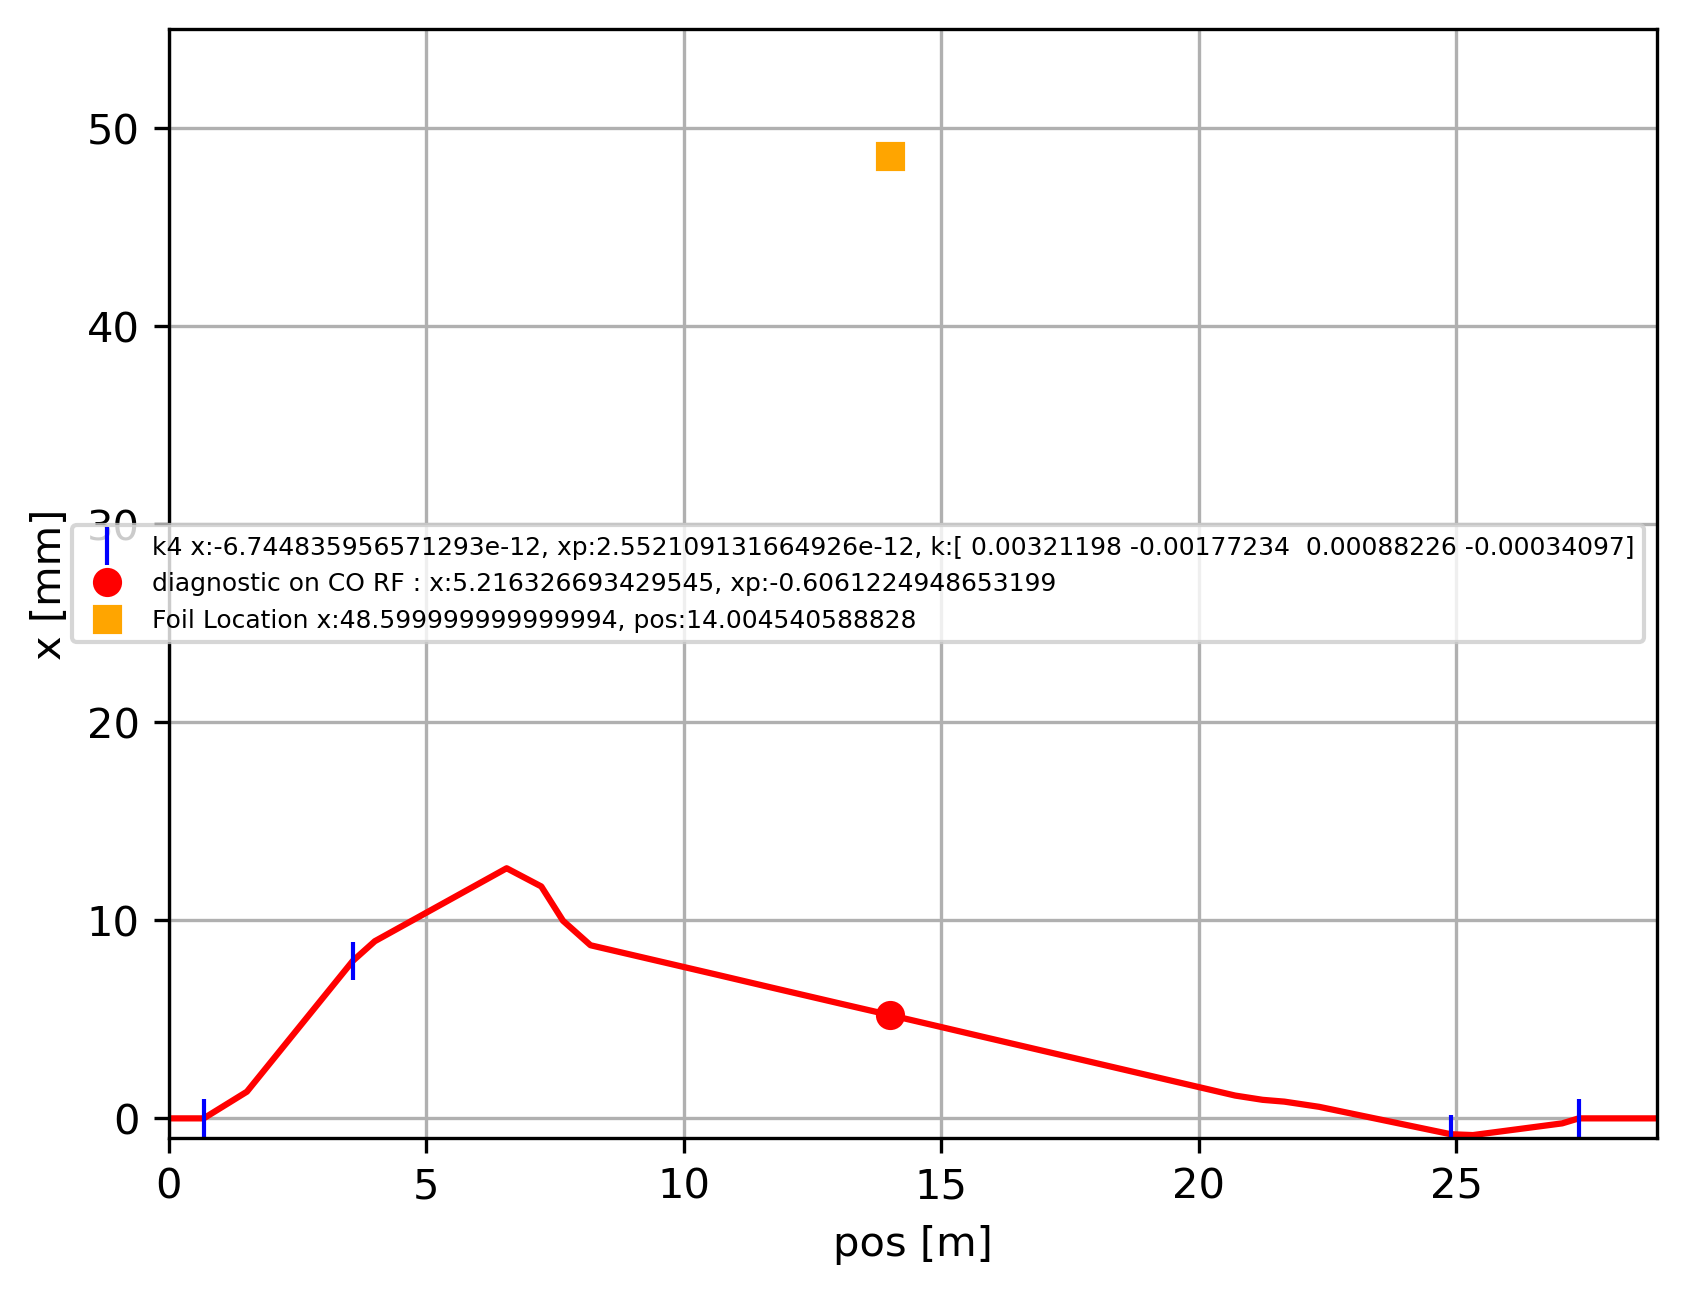 50
40
30
20
10
0
x [mm]
k4 x:-6.744835956571293e-12, xp:2.552109131664926e-12, k:[ 0.00321198 -0.00177234  0.00088226 -0.00034097]
diagnostic on CO RF : x:5.216326693429545, xp:-0.6061224948653199
Foil Location x:48.599999999999994, pos:14.004540588828
0 5 10 15 20 25
pos [m]